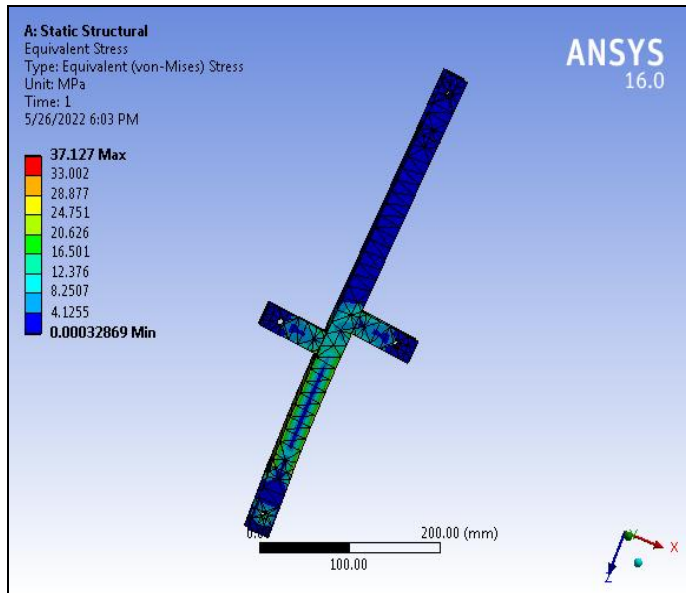 A: Static Structural
Equivalent Stress
Type: Equivalent (von-Mises) Stress
Unit: MPa
Time: 1
5/26/2022 6:03 PM
ANSYS
16.0
37.127 Max
33.002
28.877
24.751
20.626
16.501
12.376
8.2507
4.1255
0.00032869 Min
200.00 (mm)
100.00
X
Z